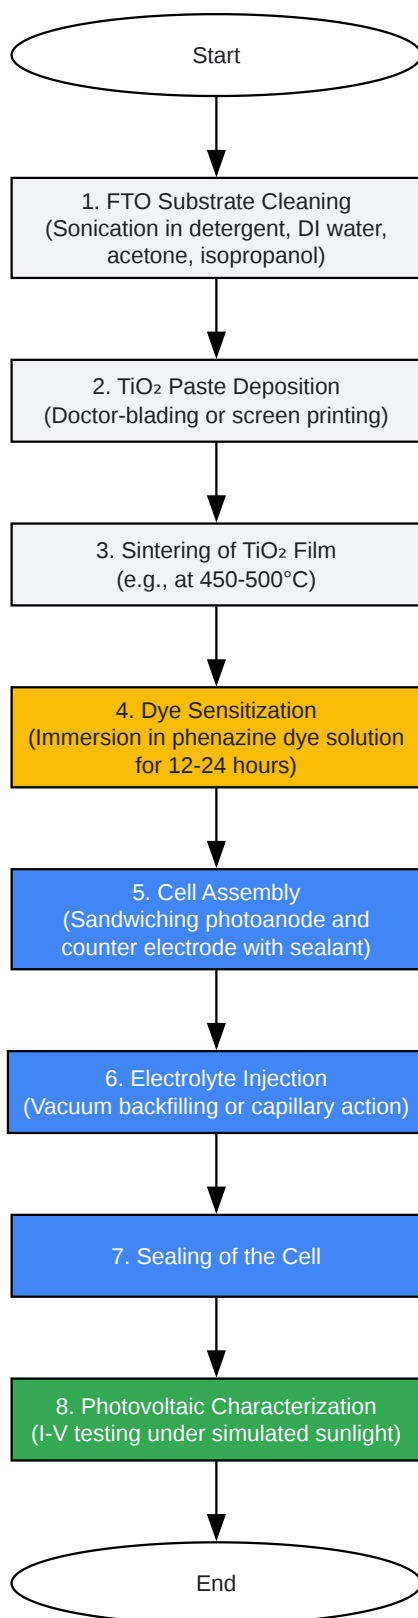 Start
1. FTO Substrate Cleaning
(Sonication in detergent, DI water,
acetone, isopropanol)
2. TiO₂ Paste Deposition
(Doctor-blading or screen printing)
3. Sintering of TiO₂ Film
(e.g., at 450-500°C)
4. Dye Sensitization
(Immersion in phenazine dye solution
for 12-24 hours)
5. Cell Assembly
(Sandwiching photoanode and
counter electrode with sealant)
6. Electrolyte Injection
(Vacuum backfilling or capillary action)
7. Sealing of the Cell
8. Photovoltaic Characterization
(I-V testing under simulated sunlight)
End